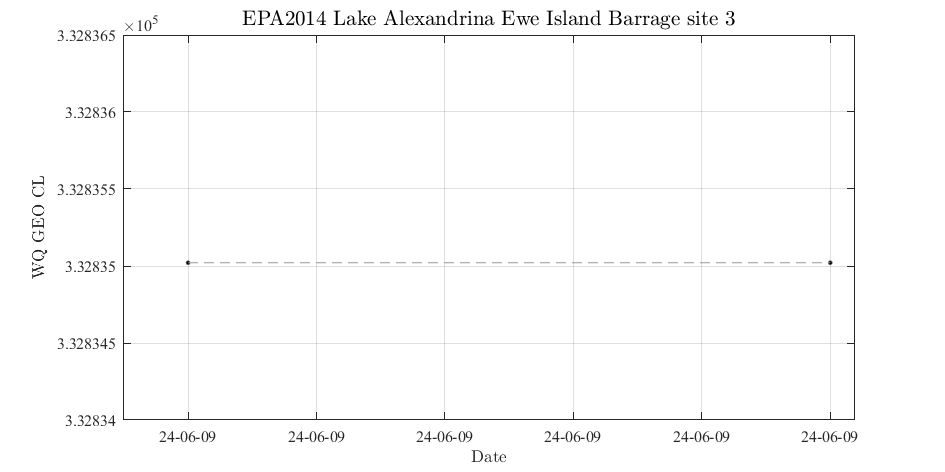 EPA2014 Lake Alexandrina Ewe Island Barrage site 3
×10⁵
3.328365
3.32836
3.328355
3.32835
3.328345
3.32834
WQ GEO CL
24-06-09 24-06-09 24-06-09 24-06-09 24-06-09 24-06-09
Date